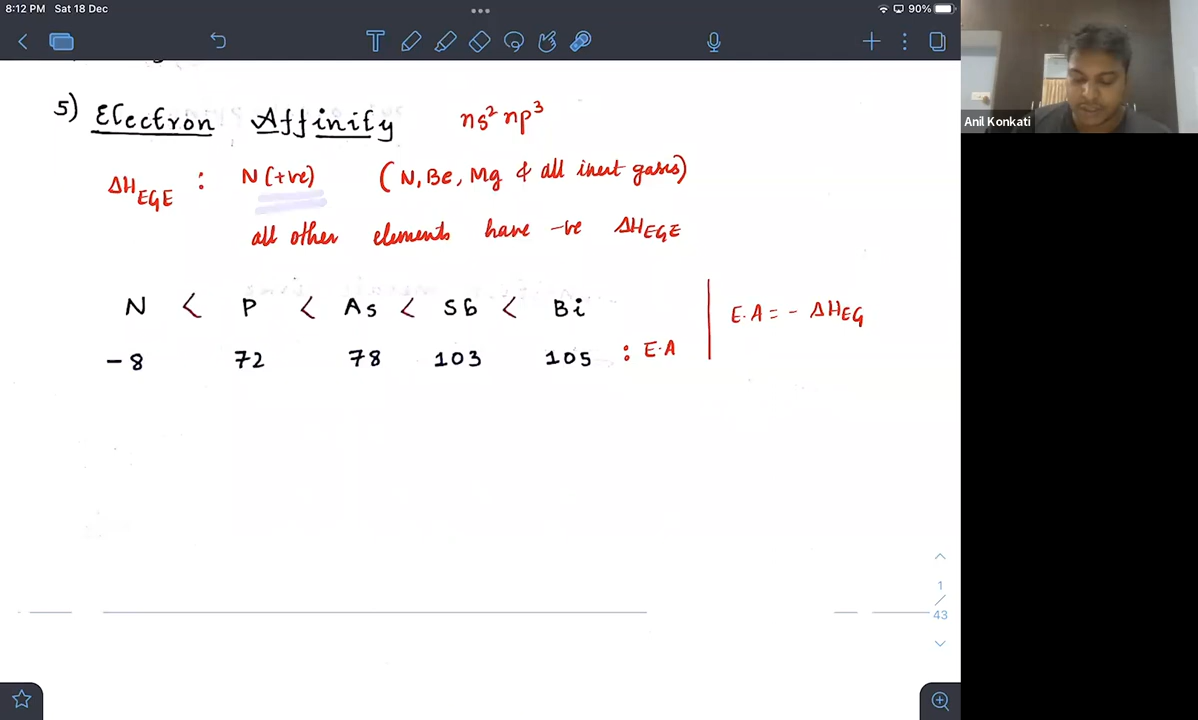 8:12 PM Sat 18 Dec
90%
5) Electron Affinity ns² np³
ΔH_EGE : N (+ve) (N, Be, Mg & all inert gases)
all other elements have -ve ΔH_EGE
N < P < As < Sb < Bi
-8 72 78 103 105 : E.A
E.A = - ΔH_EG
Anil Konkati
1
/
43